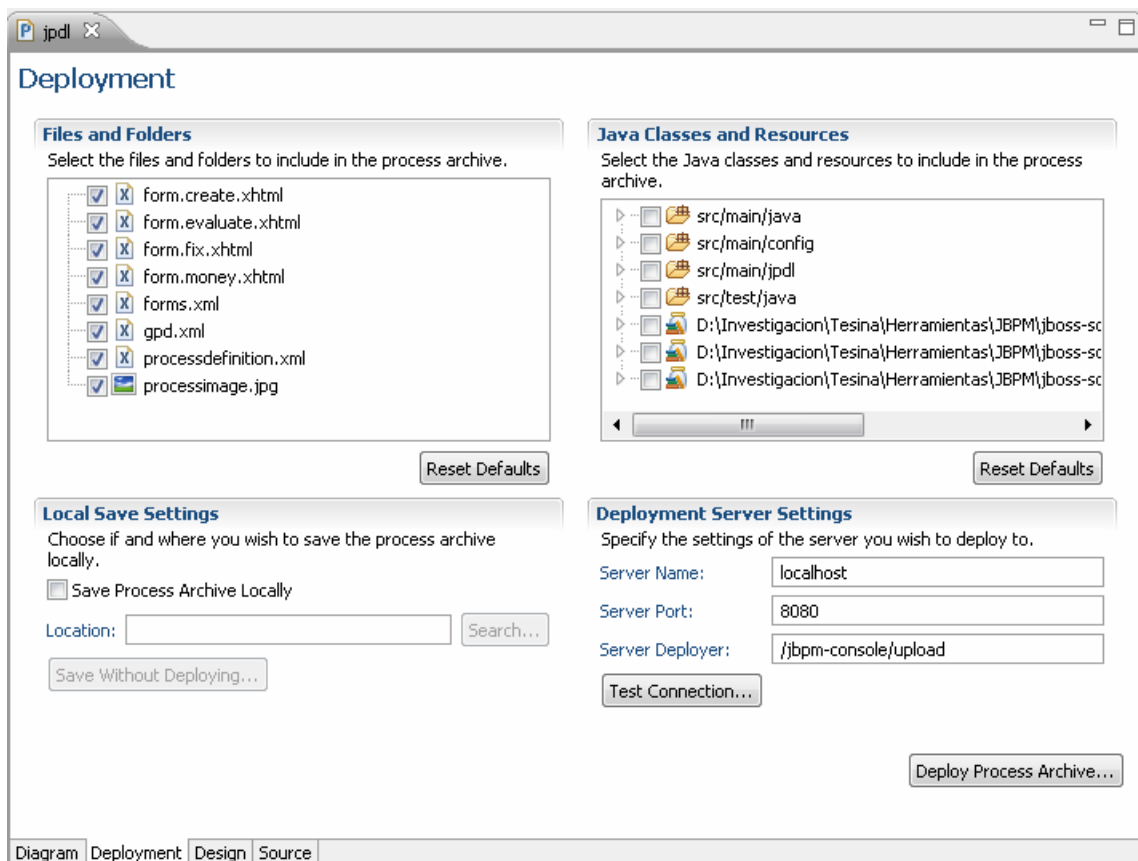 jpdl
Deployment
Files and Folders
Select the files and folders to include in the process archive.
form.create.xhtml
form.evaluate.xhtml
form.fix.xhtml
form.money.xhtml
forms.xml
gpd.xml
processdefinition.xml
processimage.jpg
Reset Defaults
Java Classes and Resources
Select the Java classes and resources to include in the process
archive.
src/main/java
src/main/config
src/main/jpdl
src/test/java
D:\Investigacion\Tesina\Herramientas\JBPM\jboss-sc
D:\Investigacion\Tesina\Herramientas\JBPM\jboss-sc
D:\Investigacion\Tesina\Herramientas\JBPM\jboss-sc
Reset Defaults
Local Save Settings
Choose if and where you wish to save the process archive
locally.
Save Process Archive Locally
Location:
Search...
Save Without Deploying...
Deployment Server Settings
Specify the settings of the server you wish to deploy to.
Server Name: localhost
Server Port: 8080
Server Deployer: /jbpm-console/upload
Test Connection...
Deploy Process Archive...
Diagram Deployment Design Source